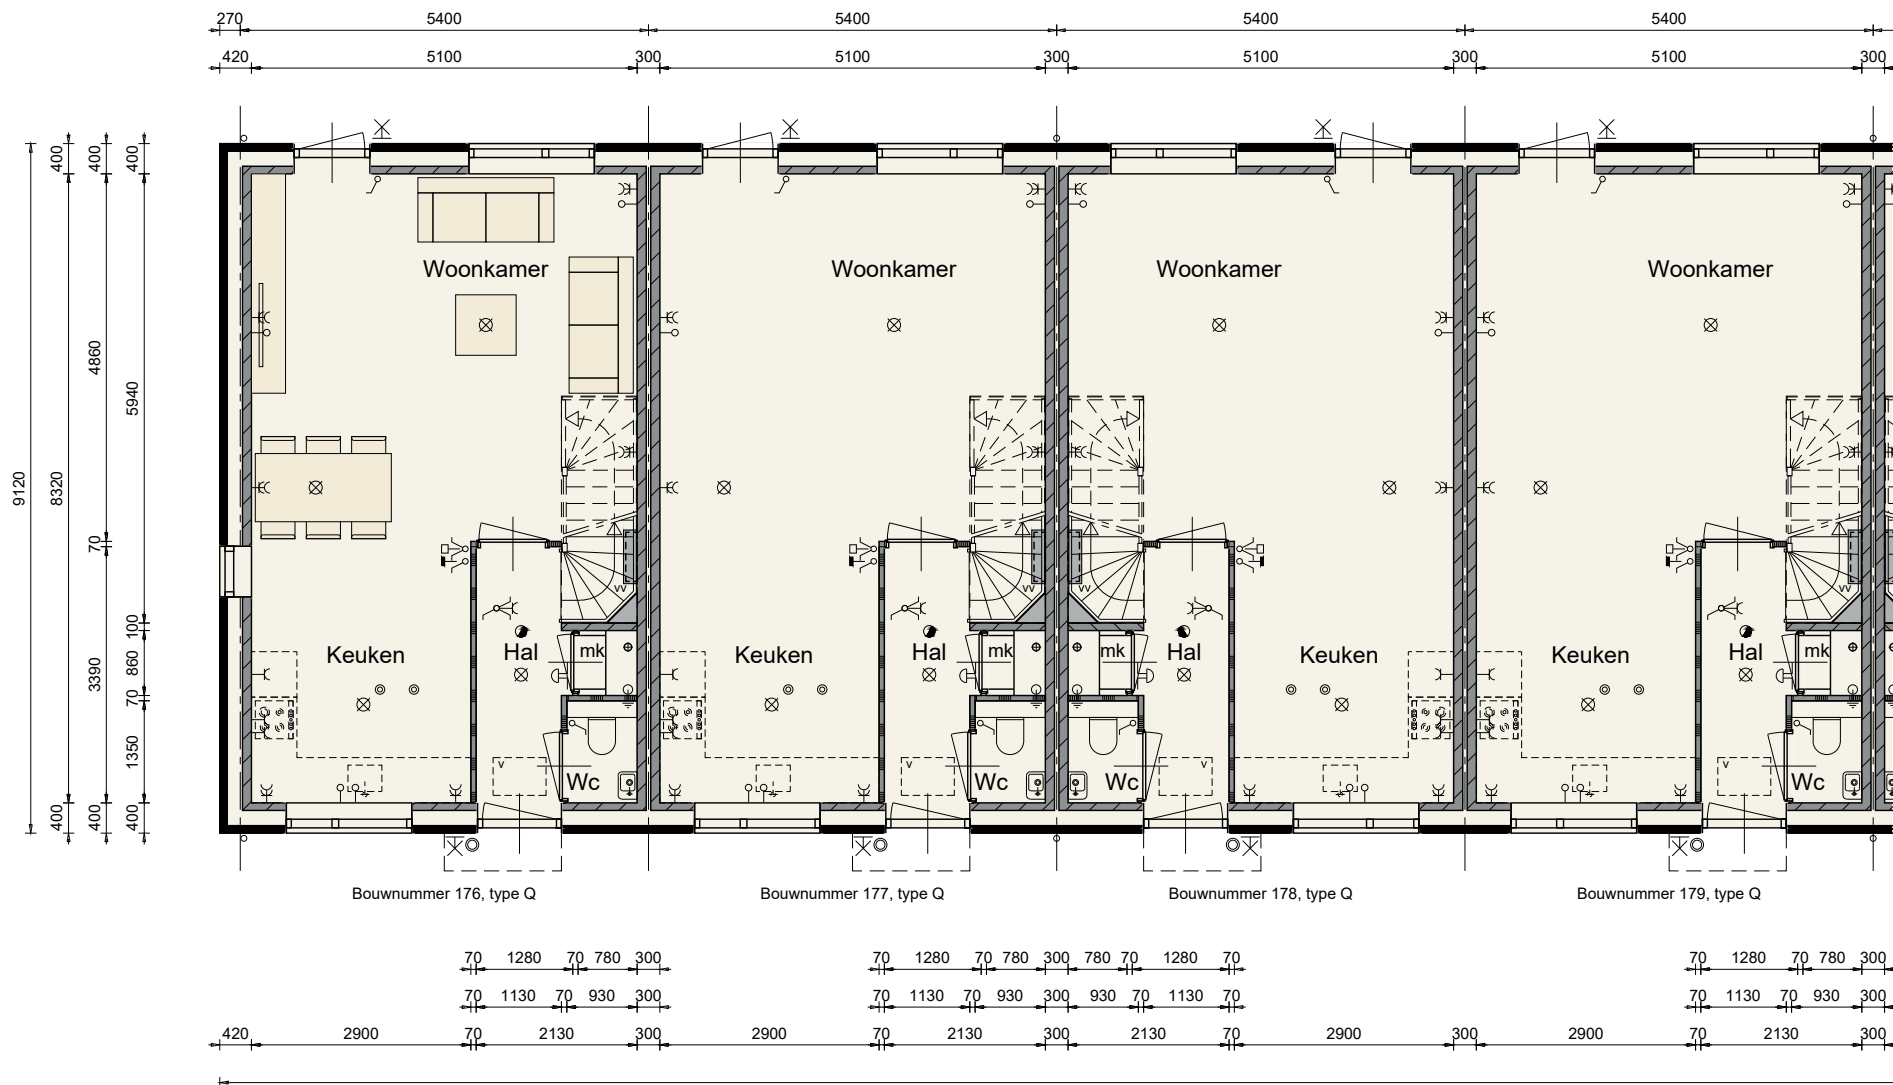 270 5400 5400 5400 5400
420 5100 300 5100 300 5100 300 5100 300
400 400 400
Woonkamer Woonkamer Woonkamer Woonkamer
9120 8320 4860 5940
70 100
3390 860
70 1350
vv vv vv vv
Keuken Hal mk Keuken Hal mk mk Hal Keuken Keuken Hal mk
v Wc v Wc Wc v v Wc
400 400 400
Bouwnummer 176, type Q Bouwnummer 177, type Q Bouwnummer 178, type Q Bouwnummer 179, type Q
70 1280 70 780 300 70 1280 70 780 300 780 70 1280 70 70 1280 70 780 300
70 1130 70 930 300 70 1130 70 930 300 930 70 1130 70 70 1130 70 930 300
420 2900 70 2130 300 2900 70 2130 300 2130 70 2900 300 2900 70 2130 300